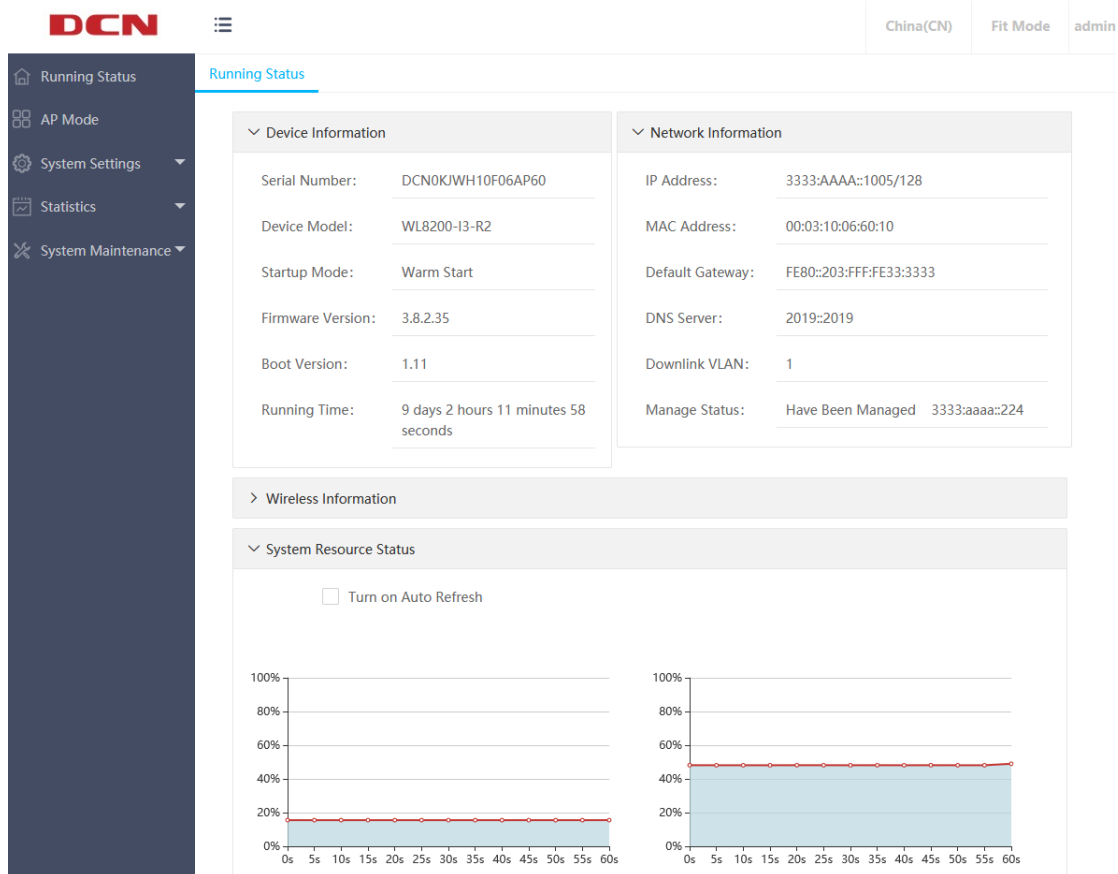 DCN
China(CN)
Fit Mode
admin
Running Status
AP Mode
System Settings
Statistics
System Maintenance
Running Status
Device Information
Serial Number: DCN0KJWH10F06AP60
Device Model: WL8200-I3-R2
Startup Mode: Warm Start
Firmware Version: 3.8.2.35
Boot Version: 1.11
Running Time: 9 days 2 hours 11 minutes 58
seconds
Network Information
IP Address: 3333:AAAA::1005/128
MAC Address: 00:03:10:06:60:10
Default Gateway: FE80::203:FFF:FE33:3333
DNS Server: 2019::2019
Downlink VLAN: 1
Manage Status: Have Been Managed 3333:aaaa::224
Wireless Information
System Resource Status
Turn on Auto Refresh
100%
80%
60%
40%
20%
0%
0s 5s 10s 15s 20s 25s 30s 35s 40s 45s 50s 55s 60s
100%
80%
60%
40%
20%
0%
0s 5s 10s 15s 20s 25s 30s 35s 40s 45s 50s 55s 60s